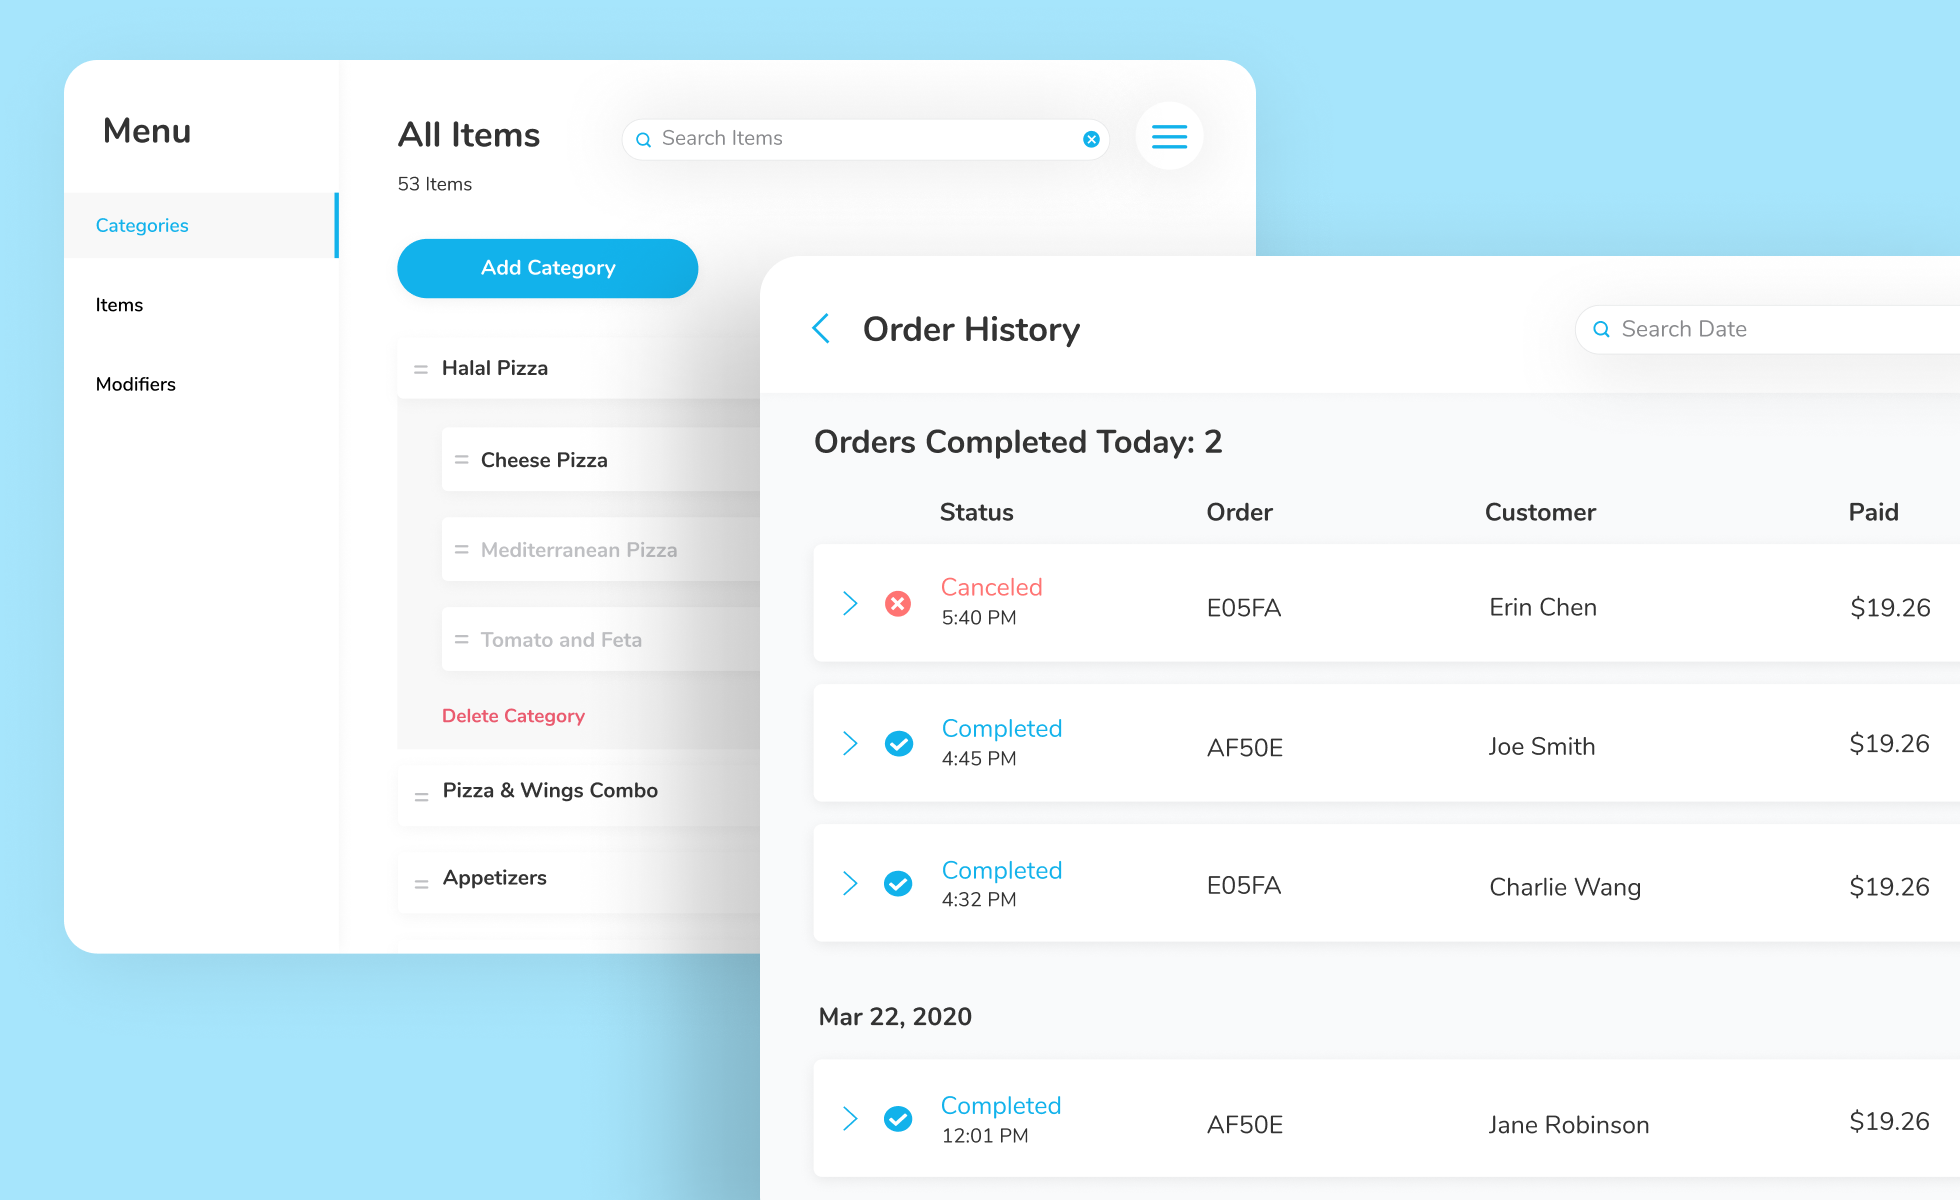 Menu
Categories
Items
Modifiers
All Items
53 Items
Search Items
Add Category
Halal Pizza
Cheese Pizza
Mediterranean Pizza
Tomato and Feta
Delete Category
Pizza & Wings Combo
Appetizers
Order History
Search Date
Orders Completed Today: 2
Status Order Customer Paid
Canceled
5:40 PM
E05FA Erin Chen $19.26
Completed
4:45 PM
AF50E Joe Smith $19.26
Completed
4:32 PM
E05FA Charlie Wang $19.26
Mar 22, 2020
Completed
12:01 PM
AF50E Jane Robinson $19.26